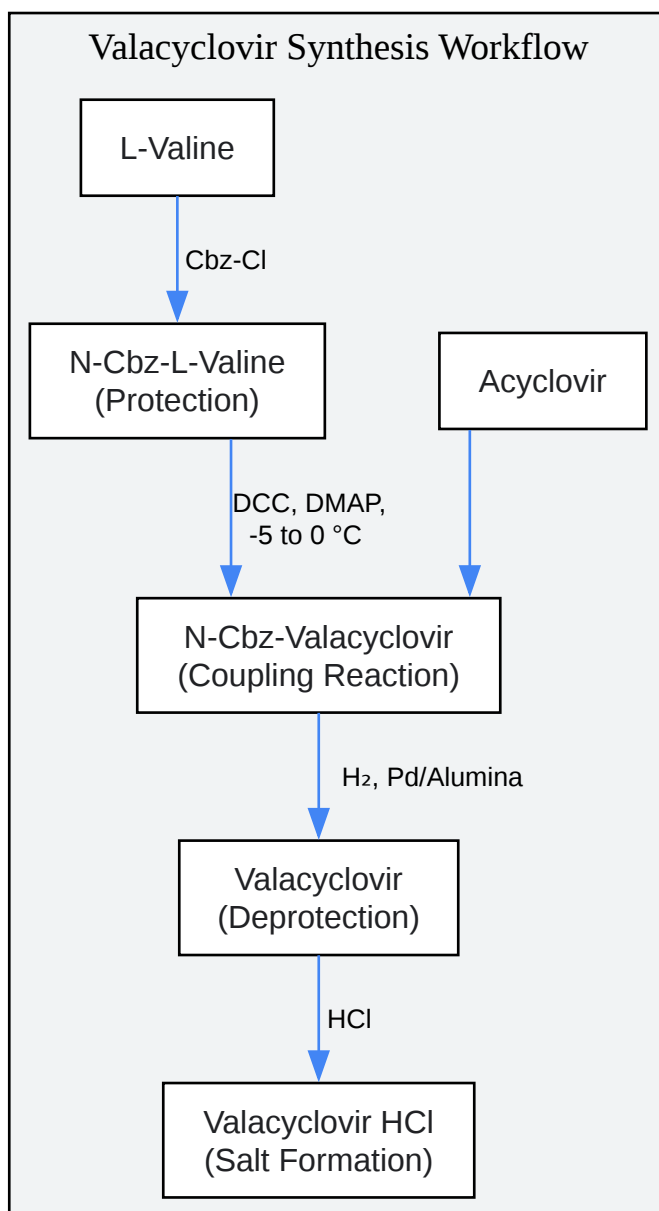 Valacyclovir Synthesis Workflow
L-Valine
Cbz-Cl
N-Cbz-L-Valine
(Protection)
Acyclovir
DCC, DMAP,
-5 to 0 °C
N-Cbz-Valacyclovir
(Coupling Reaction)
H₂, Pd/Alumina
Valacyclovir
(Deprotection)
HCl
Valacyclovir HCl
(Salt Formation)